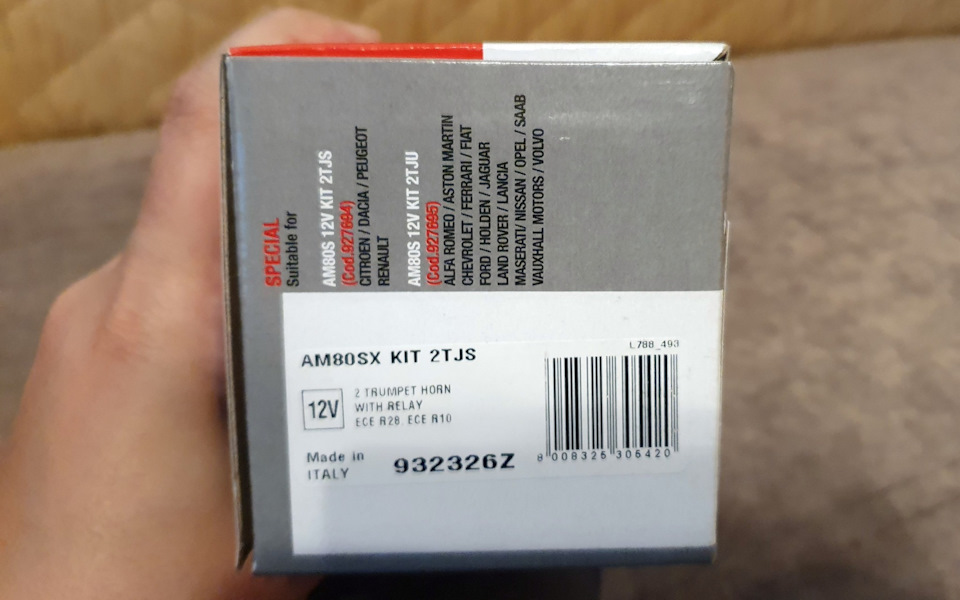 SPECIAL
Suitable for
AM80S 12V KIT 2TJS
(Cod.927694)
CITROEN / DACIA / PEUGEOT
RENAULT
AM80S 12V KIT 2TJU
(Cod.927695)
ALFA ROMEO / ASTON MARTIN
CHEVROLET / FERRARI / FIAT
FORD / HOLDEN / JAGUAR
LAND ROVER / LANCIA
MASERATI/ NISSAN / OPEL / SAAB
VAUXHALL MOTORS / VOLVO
L788_493
AM80SX KIT 2TJS
12V
2 TRUMPET HORN
WITH RELAY
ECE R28. ECE R10
Made in
ITALY
932326Z
8 008325 305420